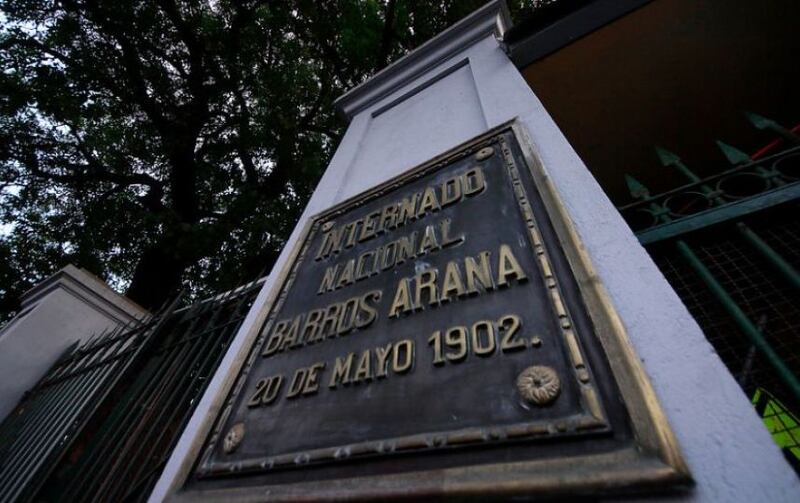 INTERNADO
NACIONAL
BARROS ARANA
20 DE MAYO 1902.